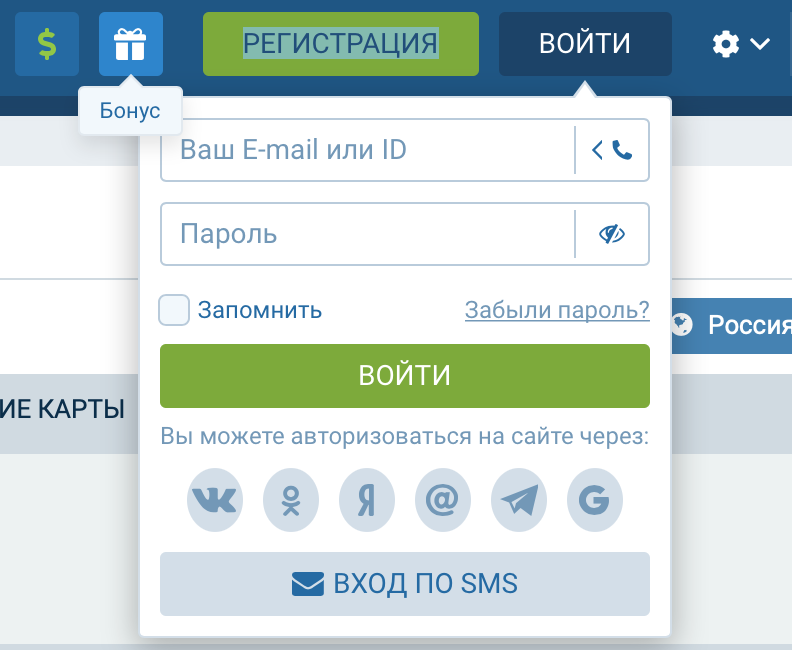 $
РЕГИСТРАЦИЯ
ВОЙТИ
Бонус
Ваш E-mail или ID
Пароль
Запомнить
Забыли пароль?
Россия
ВОЙТИ
ИЕ КАРТЫ
Вы можете авторизоваться на сайте через:
Я @ G
ВХОД ПО SMS